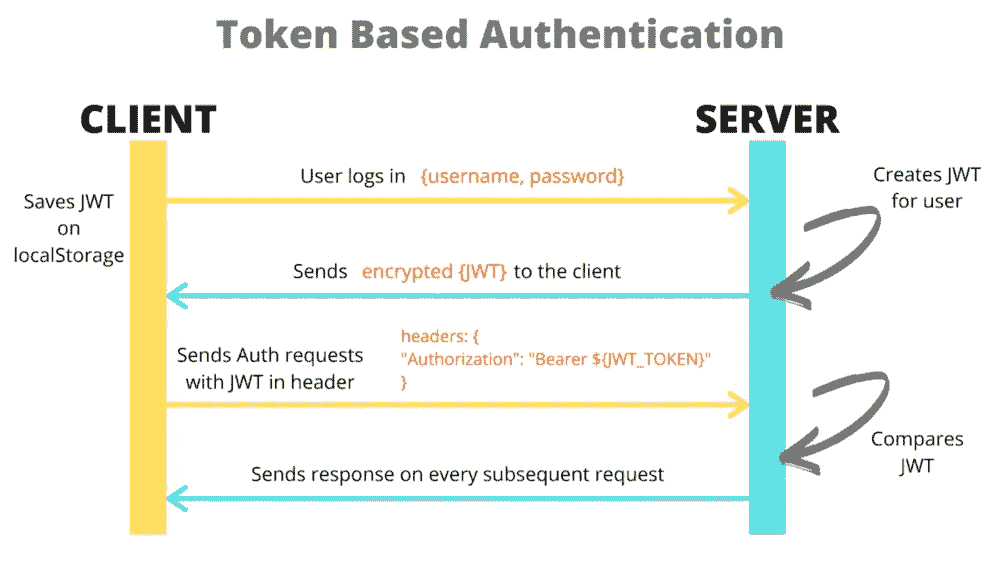 Token Based Authentication
CLIENT
SERVER
User logs in {username, password}
Creates JWT
for user
Saves JWT
on
localStorage
Sends encrypted {JWT} to the client
headers: {
"Authorization": "Bearer ${JWT_TOKEN}"
}
Sends Auth requests
with JWT in header
Compares
JWT
Sends response on every subsequent request